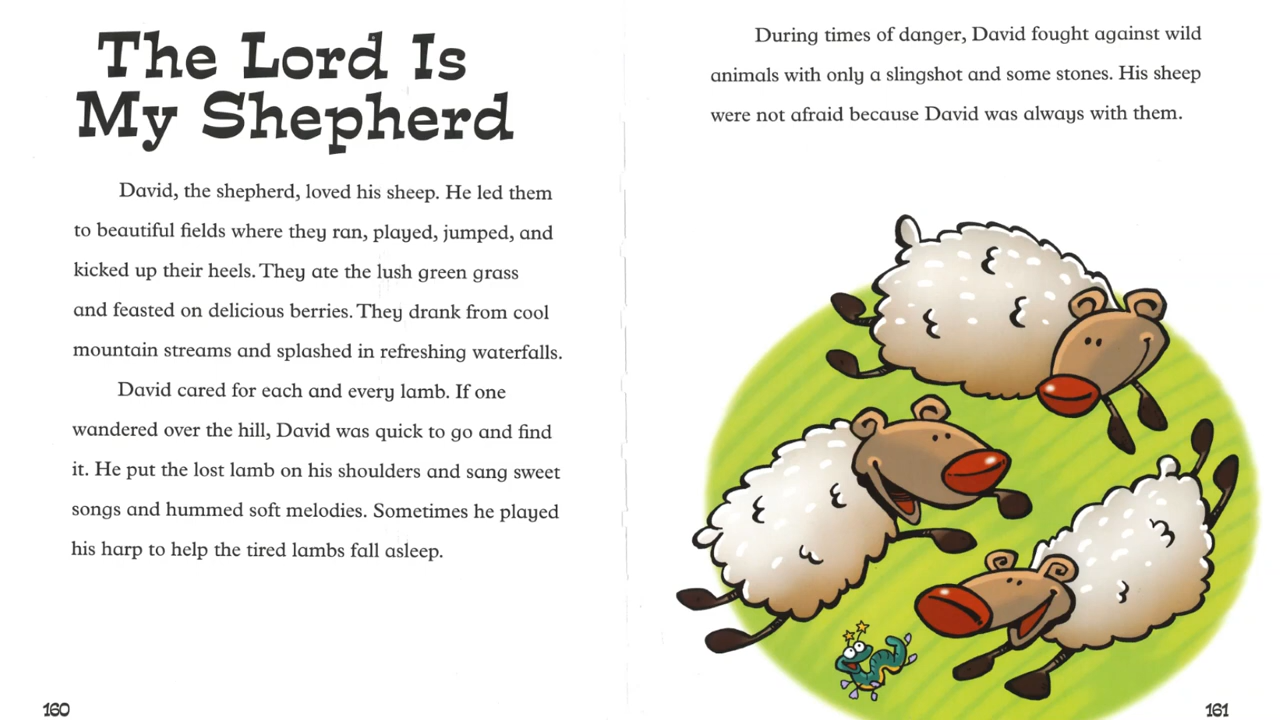 The Lord Is
My Shepherd
David, the shepherd, loved his sheep. He led them
to beautiful fields where they ran, played, jumped, and
kicked up their heels. They ate the lush green grass
and feasted on delicious berries. They drank from cool
mountain streams and splashed in refreshing waterfalls.
David cared for each and every lamb. If one
wandered over the hill, David was quick to go and find
it. He put the lost lamb on his shoulders and sang sweet
songs and hummed soft melodies. Sometimes he played
his harp to help the tired lambs fall asleep.
160
During times of danger, David fought against wild
animals with only a slingshot and some stones. His sheep
were not afraid because David was always with them.
161